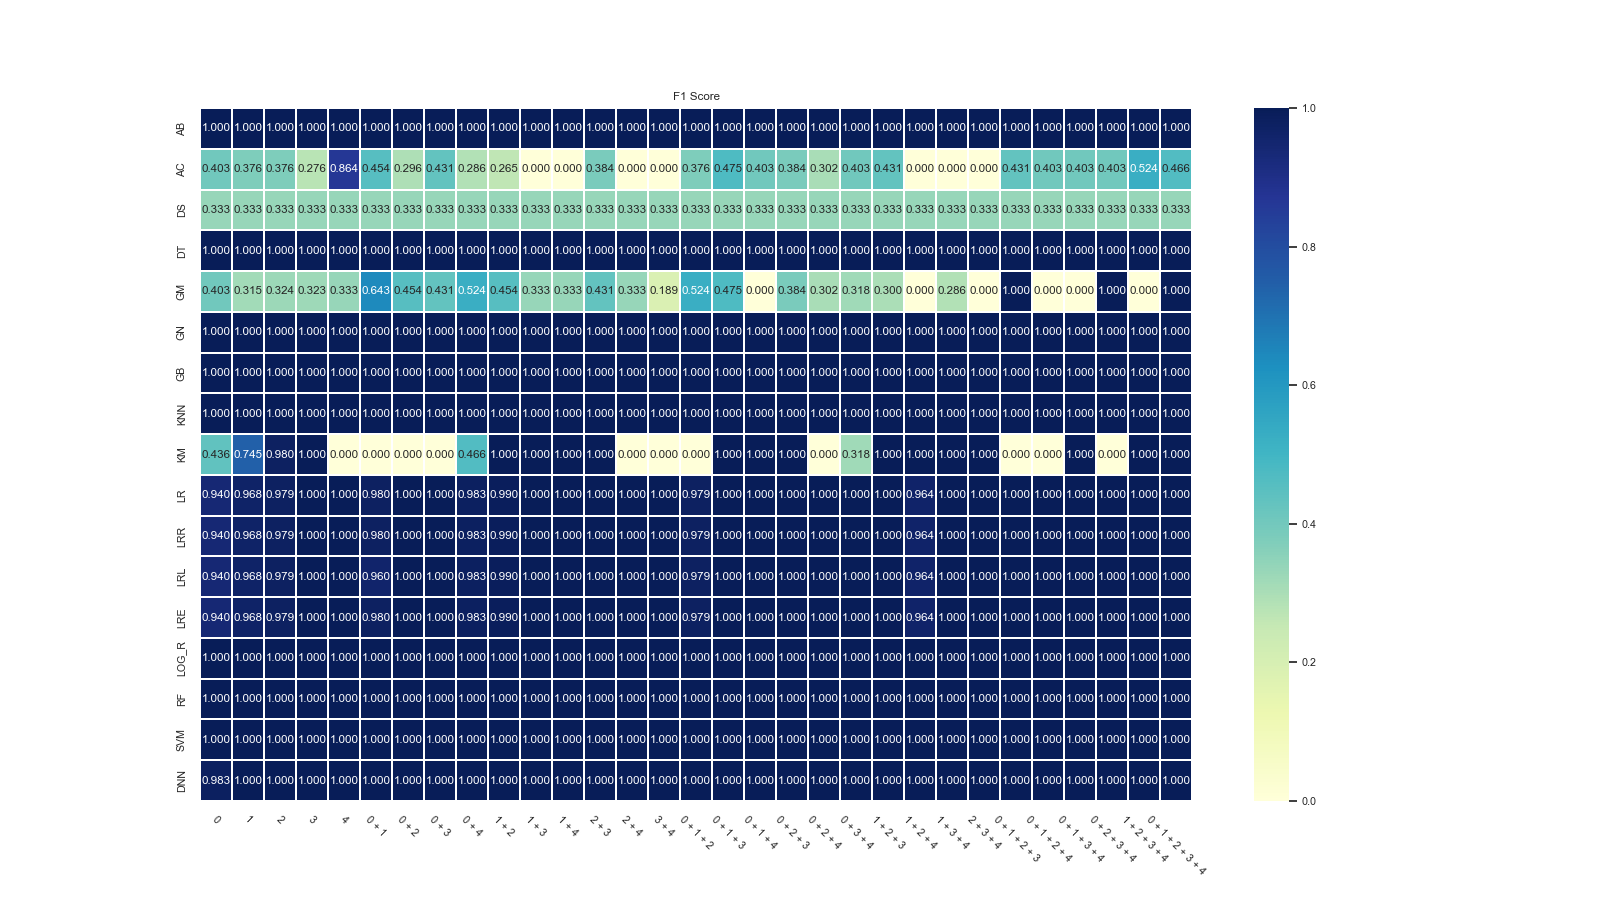 F1 Score
AB 1.000 1.000 1.000 1.000 1.000 1.000 1.000 1.000 1.000 1.000 1.000 1.000 1.000 1.000 1.000 1.000 1.000 1.000 1.000 1.000 1.000 1.000 1.000 1.000 1.000 1.000 1.000 1.000 1.000 1.000 1.000
AC 0.403 0.376 0.376 0.276 0.864 0.454 0.296 0.431 0.286 0.265 0.000 0.000 0.384 0.000 0.000 0.376 0.475 0.403 0.384 0.302 0.403 0.431 0.000 0.000 0.000 0.431 0.403 0.403 0.403 0.524 0.466
DS 0.333 0.333 0.333 0.333 0.333 0.333 0.333 0.333 0.333 0.333 0.333 0.333 0.333 0.333 0.333 0.333 0.333 0.333 0.333 0.333 0.333 0.333 0.333 0.333 0.333 0.333 0.333 0.333 0.333 0.333 0.333
DT 1.000 1.000 1.000 1.000 1.000 1.000 1.000 1.000 1.000 1.000 1.000 1.000 1.000 1.000 1.000 1.000 1.000 1.000 1.000 1.000 1.000 1.000 1.000 1.000 1.000 1.000 1.000 1.000 1.000 1.000 1.000
GM 0.403 0.315 0.324 0.323 0.333 0.643 0.454 0.431 0.524 0.454 0.333 0.333 0.431 0.333 0.189 0.524 0.475 0.000 0.384 0.302 0.318 0.300 0.000 0.286 0.000 1.000 0.000 0.000 1.000 0.000 1.000
GN 1.000 1.000 1.000 1.000 1.000 1.000 1.000 1.000 1.000 1.000 1.000 1.000 1.000 1.000 1.000 1.000 1.000 1.000 1.000 1.000 1.000 1.000 1.000 1.000 1.000 1.000 1.000 1.000 1.000 1.000 1.000
GB 1.000 1.000 1.000 1.000 1.000 1.000 1.000 1.000 1.000 1.000 1.000 1.000 1.000 1.000 1.000 1.000 1.000 1.000 1.000 1.000 1.000 1.000 1.000 1.000 1.000 1.000 1.000 1.000 1.000 1.000 1.000
KNN 1.000 1.000 1.000 1.000 1.000 1.000 1.000 1.000 1.000 1.000 1.000 1.000 1.000 1.000 1.000 1.000 1.000 1.000 1.000 1.000 1.000 1.000 1.000 1.000 1.000 1.000 1.000 1.000 1.000 1.000 1.000
KM 0.436 0.745 0.980 1.000 0.000 0.000 0.000 0.000 0.466 1.000 1.000 1.000 1.000 0.000 0.000 0.000 1.000 1.000 1.000 0.000 0.318 1.000 1.000 1.000 1.000 0.000 0.000 1.000 0.000 1.000 1.000
LR 0.940 0.968 0.979 1.000 1.000 0.980 1.000 1.000 0.983 0.990 1.000 1.000 1.000 1.000 1.000 0.979 1.000 1.000 1.000 1.000 1.000 1.000 0.964 1.000 1.000 1.000 1.000 1.000 1.000 1.000 1.000
LRR 0.940 0.968 0.979 1.000 1.000 0.980 1.000 1.000 0.983 0.990 1.000 1.000 1.000 1.000 1.000 0.979 1.000 1.000 1.000 1.000 1.000 1.000 0.964 1.000 1.000 1.000 1.000 1.000 1.000 1.000 1.000
LRL 0.940 0.968 0.979 1.000 1.000 0.960 1.000 1.000 0.983 0.990 1.000 1.000 1.000 1.000 1.000 0.979 1.000 1.000 1.000 1.000 1.000 1.000 0.964 1.000 1.000 1.000 1.000 1.000 1.000 1.000 1.000
LRE 0.940 0.968 0.979 1.000 1.000 0.980 1.000 1.000 0.983 0.990 1.000 1.000 1.000 1.000 1.000 0.979 1.000 1.000 1.000 1.000 1.000 1.000 0.964 1.000 1.000 1.000 1.000 1.000 1.000 1.000 1.000
LOG_R 1.000 1.000 1.000 1.000 1.000 1.000 1.000 1.000 1.000 1.000 1.000 1.000 1.000 1.000 1.000 1.000 1.000 1.000 1.000 1.000 1.000 1.000 1.000 1.000 1.000 1.000 1.000 1.000 1.000 1.000 1.000
RF 1.000 1.000 1.000 1.000 1.000 1.000 1.000 1.000 1.000 1.000 1.000 1.000 1.000 1.000 1.000 1.000 1.000 1.000 1.000 1.000 1.000 1.000 1.000 1.000 1.000 1.000 1.000 1.000 1.000 1.000 1.000
SVM 1.000 1.000 1.000 1.000 1.000 1.000 1.000 1.000 1.000 1.000 1.000 1.000 1.000 1.000 1.000 1.000 1.000 1.000 1.000 1.000 1.000 1.000 1.000 1.000 1.000 1.000 1.000 1.000 1.000 1.000 1.000
DNN 0.983 1.000 1.000 1.000 1.000 1.000 1.000 1.000 1.000 1.000 1.000 1.000 1.000 1.000 1.000 1.000 1.000 1.000 1.000 1.000 1.000 1.000 1.000 1.000 1.000 1.000 1.000 1.000 1.000 1.000 1.000
0
1
2
3
4
0 + 1
0 + 2
0 + 3
0 + 4
1 + 2
1 + 3
1 + 4
2 + 3
2 + 4
3 + 4
0 + 1 + 2
0 + 1 + 3
0 + 1 + 4
0 + 2 + 3
0 + 2 + 4
0 + 3 + 4
1 + 2 + 3
1 + 2 + 4
1 + 3 + 4
2 + 3 + 4
0 + 1 + 2 + 3
0 + 1 + 2 + 4
0 + 1 + 3 + 4
0 + 2 + 3 + 4
1 + 2 + 3 + 4
0 + 1 + 2 + 3 + 4
1.0
0.8
0.6
0.4
0.2
0.0